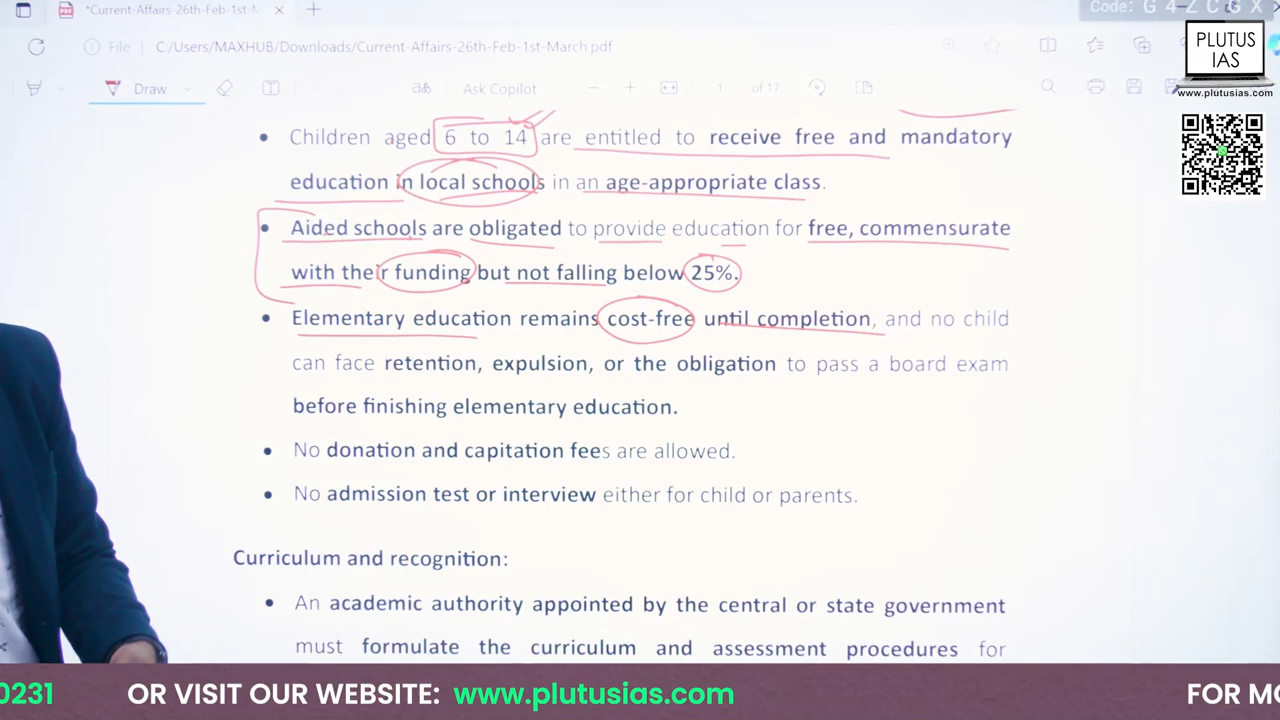 *Current-Affairs-26th-Feb-1st-M
Code: G 4 Z C G X
File C:/Users/MAXHUB/Downloads/Current-Affairs-26th-Feb-1st-March.pdf
PLUTUS
IAS
www.plutusias.com
Draw
Ask Copilot
1 of 17
• Children aged 6 to 14 are entitled to receive free and mandatory
education in local schools in an age-appropriate class.
• Aided schools are obligated to provide education for free, commensurate
with their funding but not falling below 25%.
• Elementary education remains cost-free until completion, and no child
can face retention, expulsion, or the obligation to pass a board exam
before finishing elementary education.
• No donation and capitation fees are allowed.
• No admission test or interview either for child or parents.
Curriculum and recognition:
• An academic authority appointed by the central or state government
must formulate the curriculum and assessment procedures for
0231 OR VISIT OUR WEBSITE: www.plutusias.com FOR MO